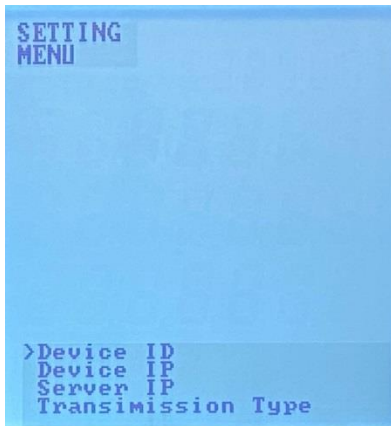 SETTING
MENU
>Device ID
Device IP
Server IP
Transimission Type